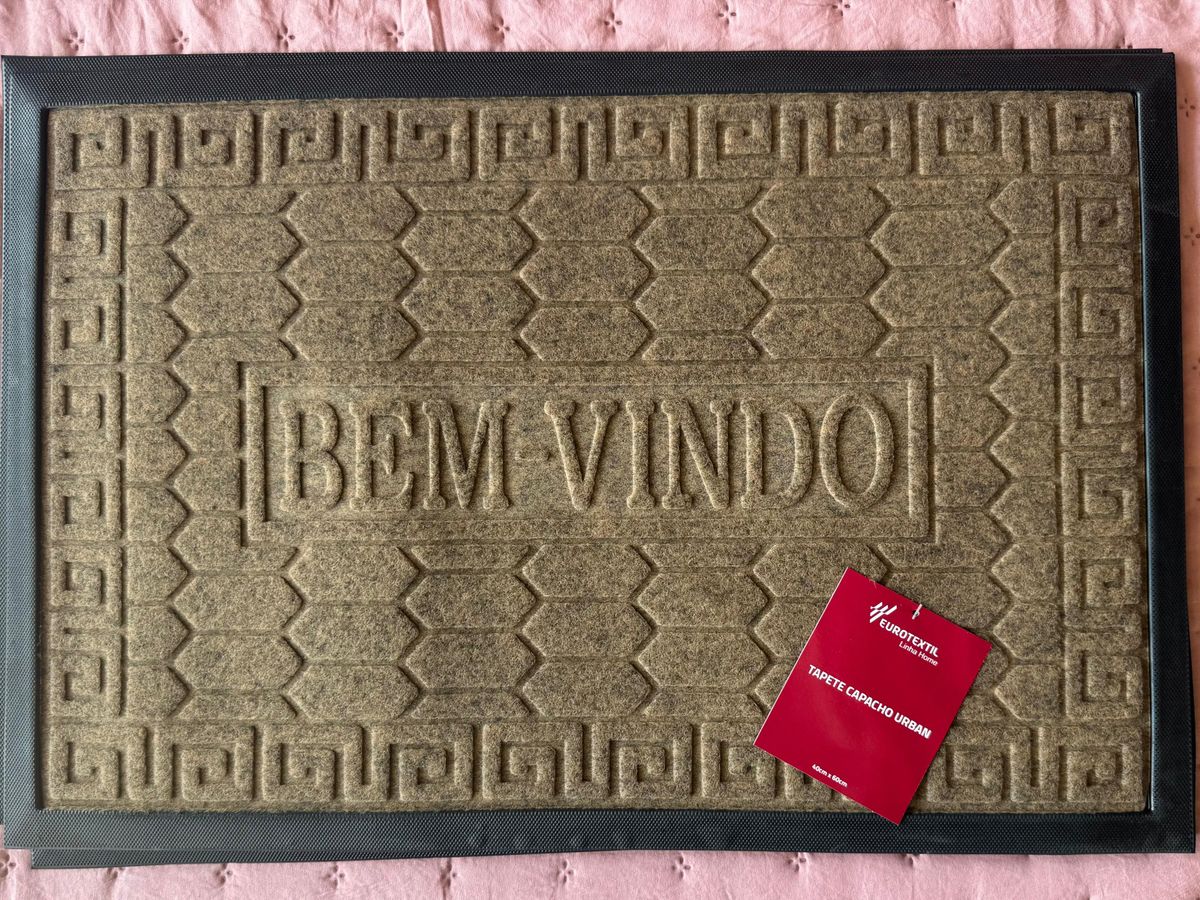 BEM VINDO
EUROTEXTIL
Linha Home
TAPETE CAPACHO URBAN
40cm x 60cm